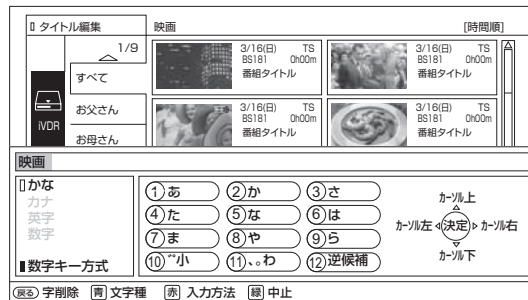 タイトル編集 映画 [時間順]
1/9
すべて
お父さん
お母さん
iVDR
3/16(日) TS
BS181 0h00m
番組タイトル
3/16(日) TS
BS181 0h00m
番組タイトル
3/16(日) TS
BS181 0h00m
番組タイトル
3/16(日) TS
BS181 0h00m
番組タイトル
映画
かな
カナ
英字
数字
数字キー方式
①あ ②か ③さ
④た ⑤な ⑥は
⑦ま ⑧や ⑨ら
⑩゛゜小 ⑪、。わ ⑫逆候補
カーソル上
カーソル左 決定 カーソル右
カーソル下
戻る 字削除 青 文字種 赤 入力方法 緑 中止